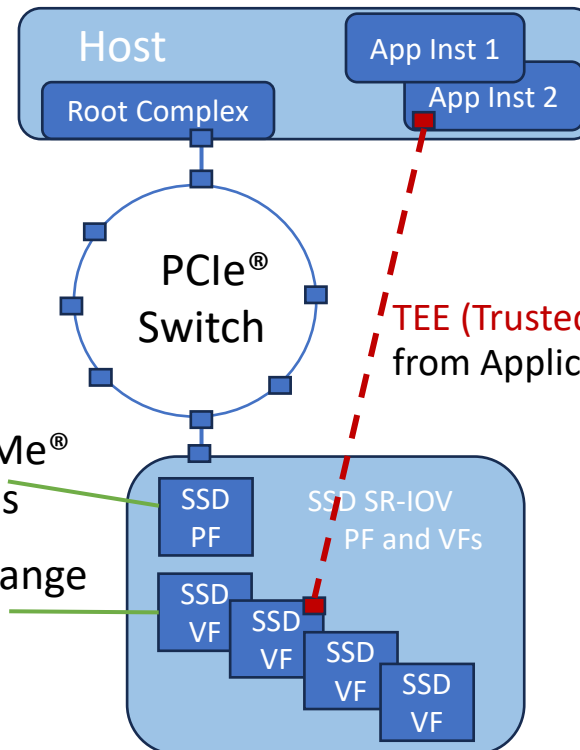 Host
App Inst 1
App Inst 2
Root Complex
PCIe®
Switch
TEE (Trusted
from Applic
Me®
s
SSD
PF
SSD SR-IOV
PF and VFs
ange
SSD
VF
SSD
VF
SSD
VF
SSD
VF